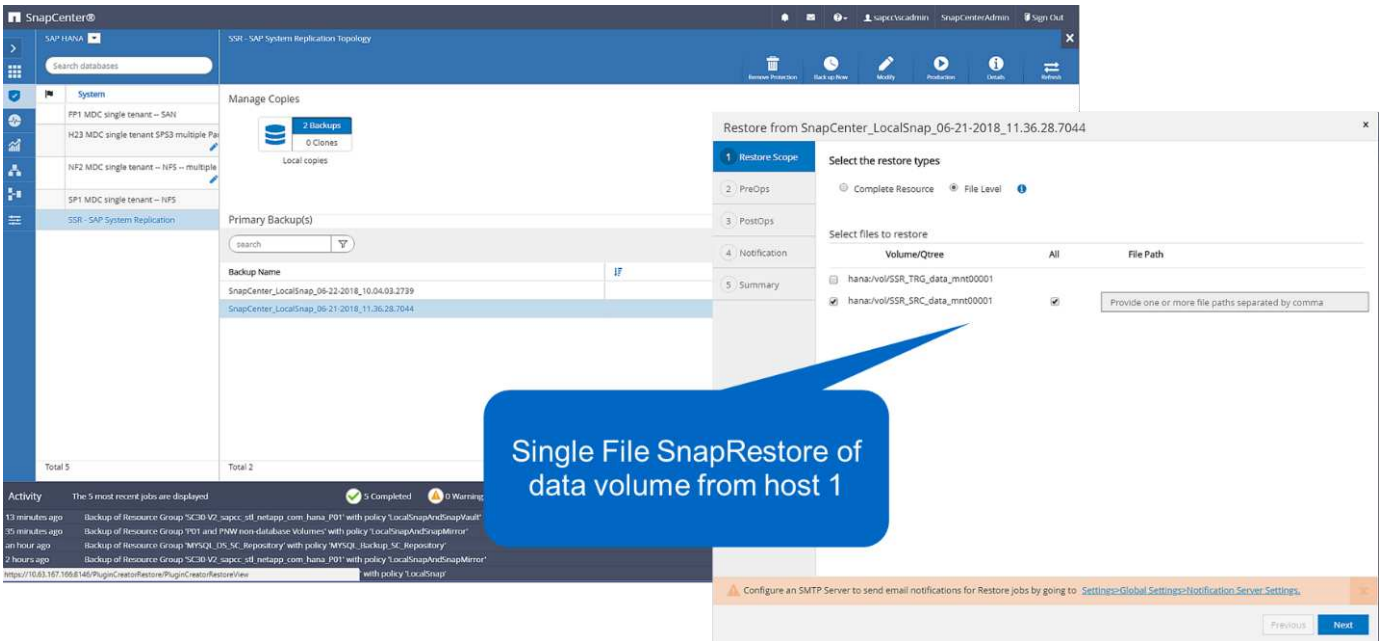 SnapCenter®
sapcc\scadmin SnapCenterAdmin Sign Out
SAP HANA
SSR - SAP System Replication Topology
Search databases
Remove Protection Back up Now Modify Production Details Refresh
System
FP1 MDC single tenant -- SAN
H23 MDC single tenant SPS3 multiple Par
NF2 MDC single tenant -- NFS -- multiple
SP1 MDC single tenant -- NFS
SSR - SAP System Replication
Total 5
Manage Copies
2 Backups
0 Clones
Local copies
Primary Backup(s)
search
Backup Name
SnapCenter_LocalSnap_06-22-2018_10.04.03.2739
SnapCenter_LocalSnap_06-21-2018_11.36.28.7044
Total 2
Activity The 5 most recent jobs are displayed 5 Completed 0 Warning
13 minutes ago Backup of Resource Group 'SC30-V2_sapcc_stl_netapp_com_hana_P01' with policy 'LocalSnapAndSnapVault'
35 minutes ago Backup of Resource Group 'P01 and PNW non-database Volumes' with policy 'LocalSnapAndSnapMirror'
an hour ago Backup of Resource Group 'MYSQL_DS_SC_Repository' with policy 'MYSQL_Backup_SC_Repository'
2 hours ago Backup of Resource Group 'SC30-V2_sapcc_stl_netapp_com_hana_P01' with policy 'LocalSnapAndSnapMirror'
https://10.63.167.166:8146/PluginCreatorRestore/PluginCreatorRestoreView with policy 'LocalSnap'
Restore from SnapCenter_LocalSnap_06-21-2018_11.36.28.7044 x
1 Restore Scope
2 PreOps
3 PostOps
4 Notification
5 Summary
Select the restore types
Complete Resource File Level
Select files to restore
Volume/Qtree All File Path
hana:/vol/SSR_TRG_data_mnt00001
hana:/vol/SSR_SRC_data_mnt00001 Provide one or more file paths separated by comma
Single File SnapRestore of
data volume from host 1
Configure an SMTP Server to send email notifications for Restore jobs by going to Settings>Global Settings>Notification Server Settings.
Previous Next